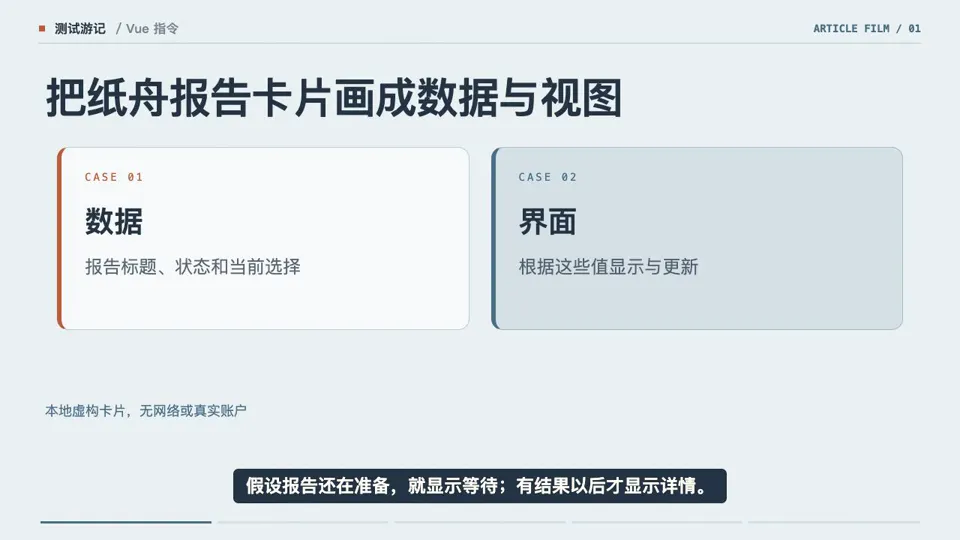 测试游记 / Vue 指令
ARTICLE FILM / 01
把纸舟报告卡片画成数据与视图
CASE 01
数据
报告标题、状态和当前选择
CASE 02
界面
根据这些值显示与更新
本地虚构卡片，无网络或真实账户
假设报告还在准备，就显示等待；有结果以后才显示详情。